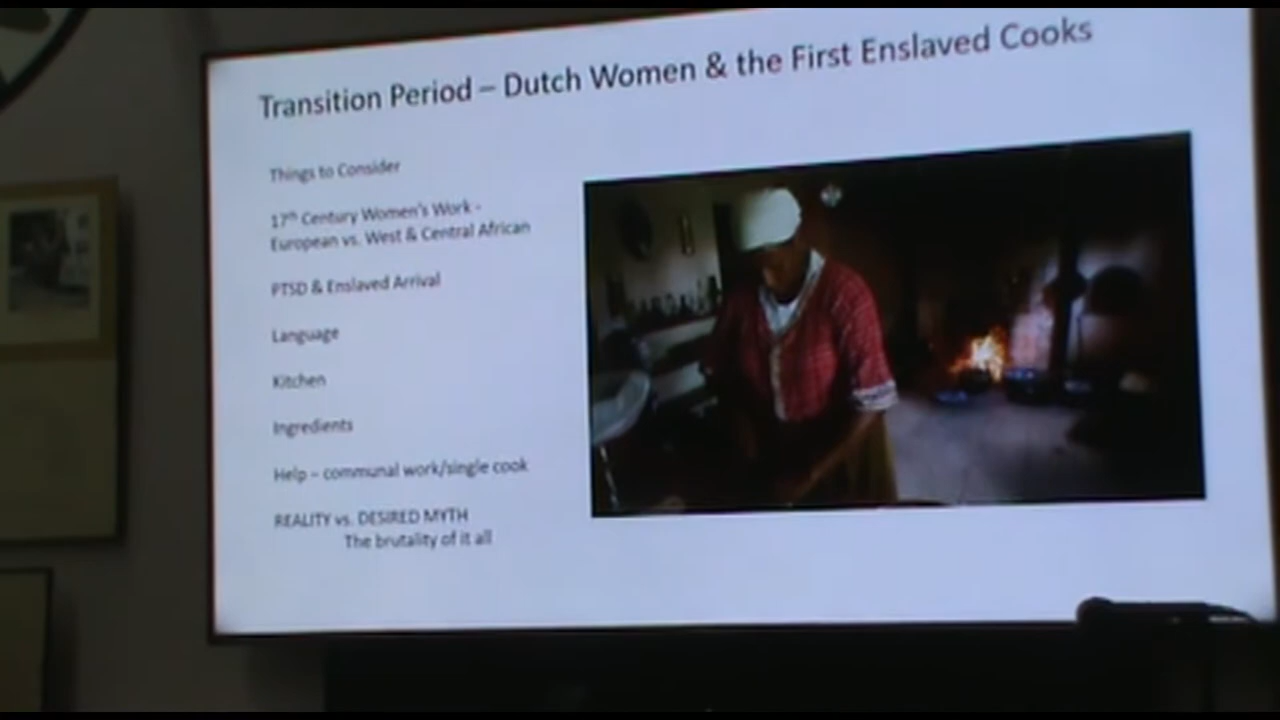 Transition Period – Dutch Women & the First Enslaved Cooks
Things to Consider
17th Century Women's Work -
European vs. West & Central African
PTSD & Enslaved Arrival
Language
Kitchen
Ingredients
Help – communal work/single cook
REALITY vs. DESIRED MYTH
The brutality of it all